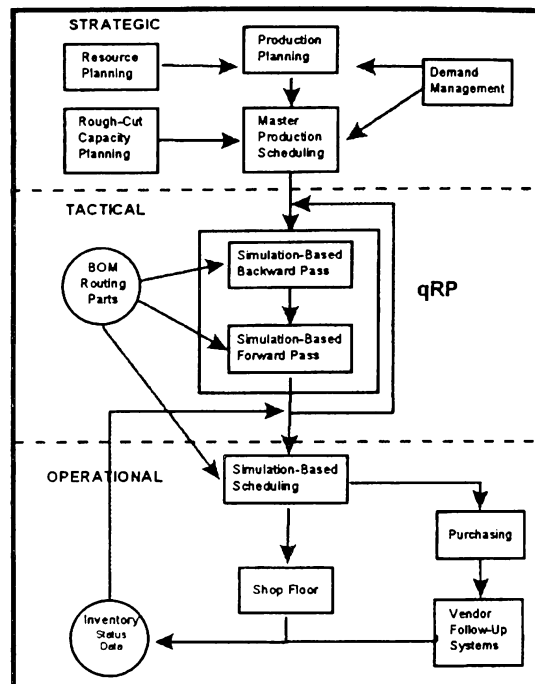 STRATEGIC
Production
Planning
Resource
Planning
Demand
Management
Rough-Cut
Capacity
Planning
Master
Production
Scheduling
TACTICAL
BOM
Routing
Parts
Simulation-Based
Backward Pass
qRP
Simulation-Based
Forward Pass
OPERATIONAL
Simulation-Based
Scheduling
Purchasing
Shop Floor
Inventory
Status
Data
Vendor
Follow-Up
Systems